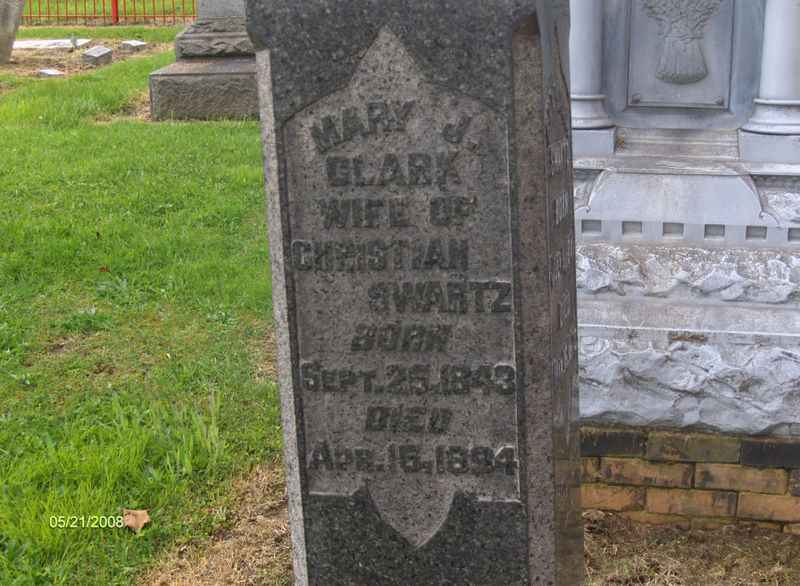 MARY J.
CLARK
WIFE OF
CHRISTIAN
SWARTZ
BORN
SEPT. 25, 1843
DIED
APR. 16, 1894
05/21/2008